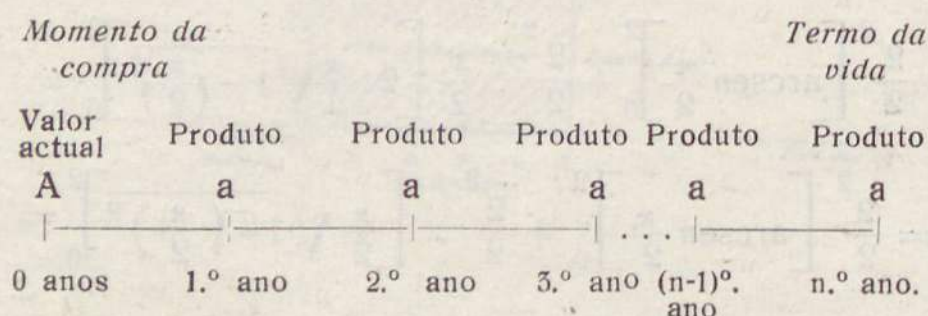 Momento da compra Termo da vida
Valor actual Produto Produto Produto Produto Produto
A a a a a a
. . .
0 anos 1.º ano 2.º ano 3.º ano (n-1)º. ano n.º ano.